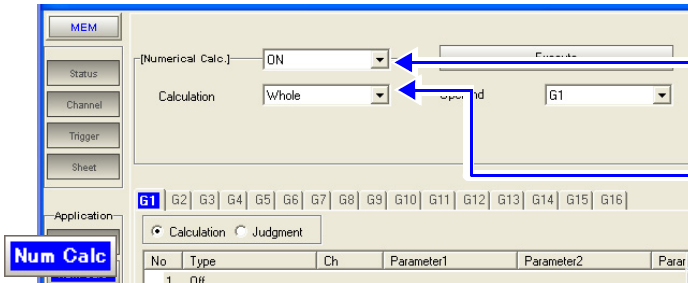 MEM
[Numerical Calc.] ON
Status
Calculation Whole G1
Channel
Trigger
Sheet
G1 G2 G3 G4 G5 G6 G7 G8 G9 G10 G11 G12 G13 G14 G15 G16
Application
Calculation Judgment
Num Calc
No Type Ch Parameter1 Parameter2 Parar
1 Off